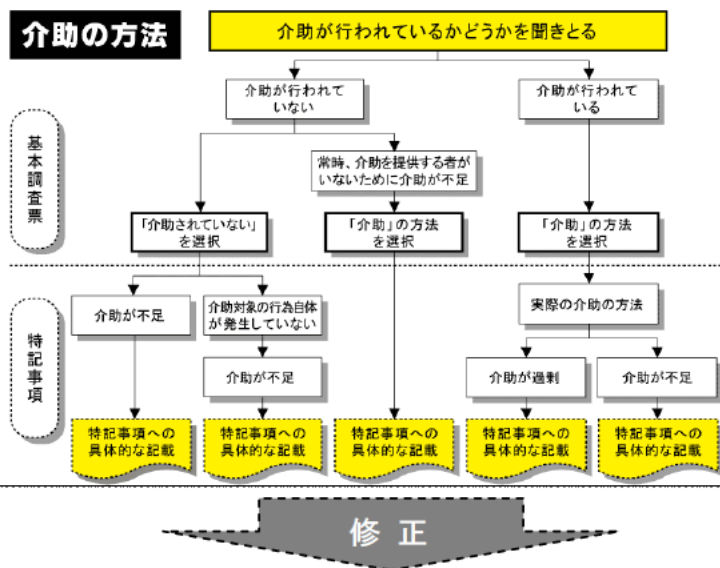 介助の方法
介助が行われているかどうかを聞きとる
介助が行われて
いない
介助が行われて
いる
基本調査票
常時、介助を提供する者が
いないために介助が不足
「介助されていない」
を選択
「介助」の方法
を選択
「介助」の方法
を選択
特記事項
介助が不足
介助対象の行為自体
が発生していない
実際の介助の方法
介助が不足
介助が過剰
介助が不足
特記事項への
具体的な記載
特記事項への
具体的な記載
特記事項への
具体的な記載
特記事項への
具体的な記載
特記事項への
具体的な記載
修正